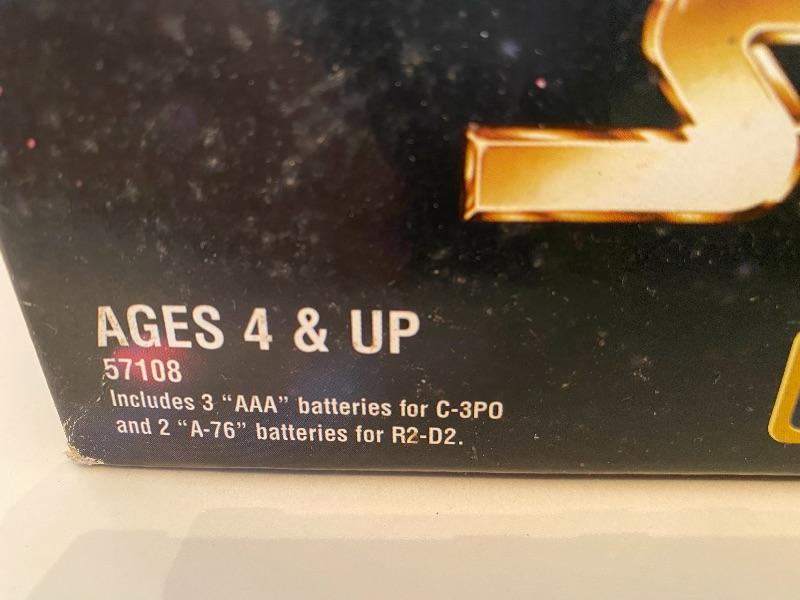 S
AGES 4 & UP
57108
Includes 3 "AAA" batteries for C-3PO
and 2 "A-76" batteries for R2-D2.